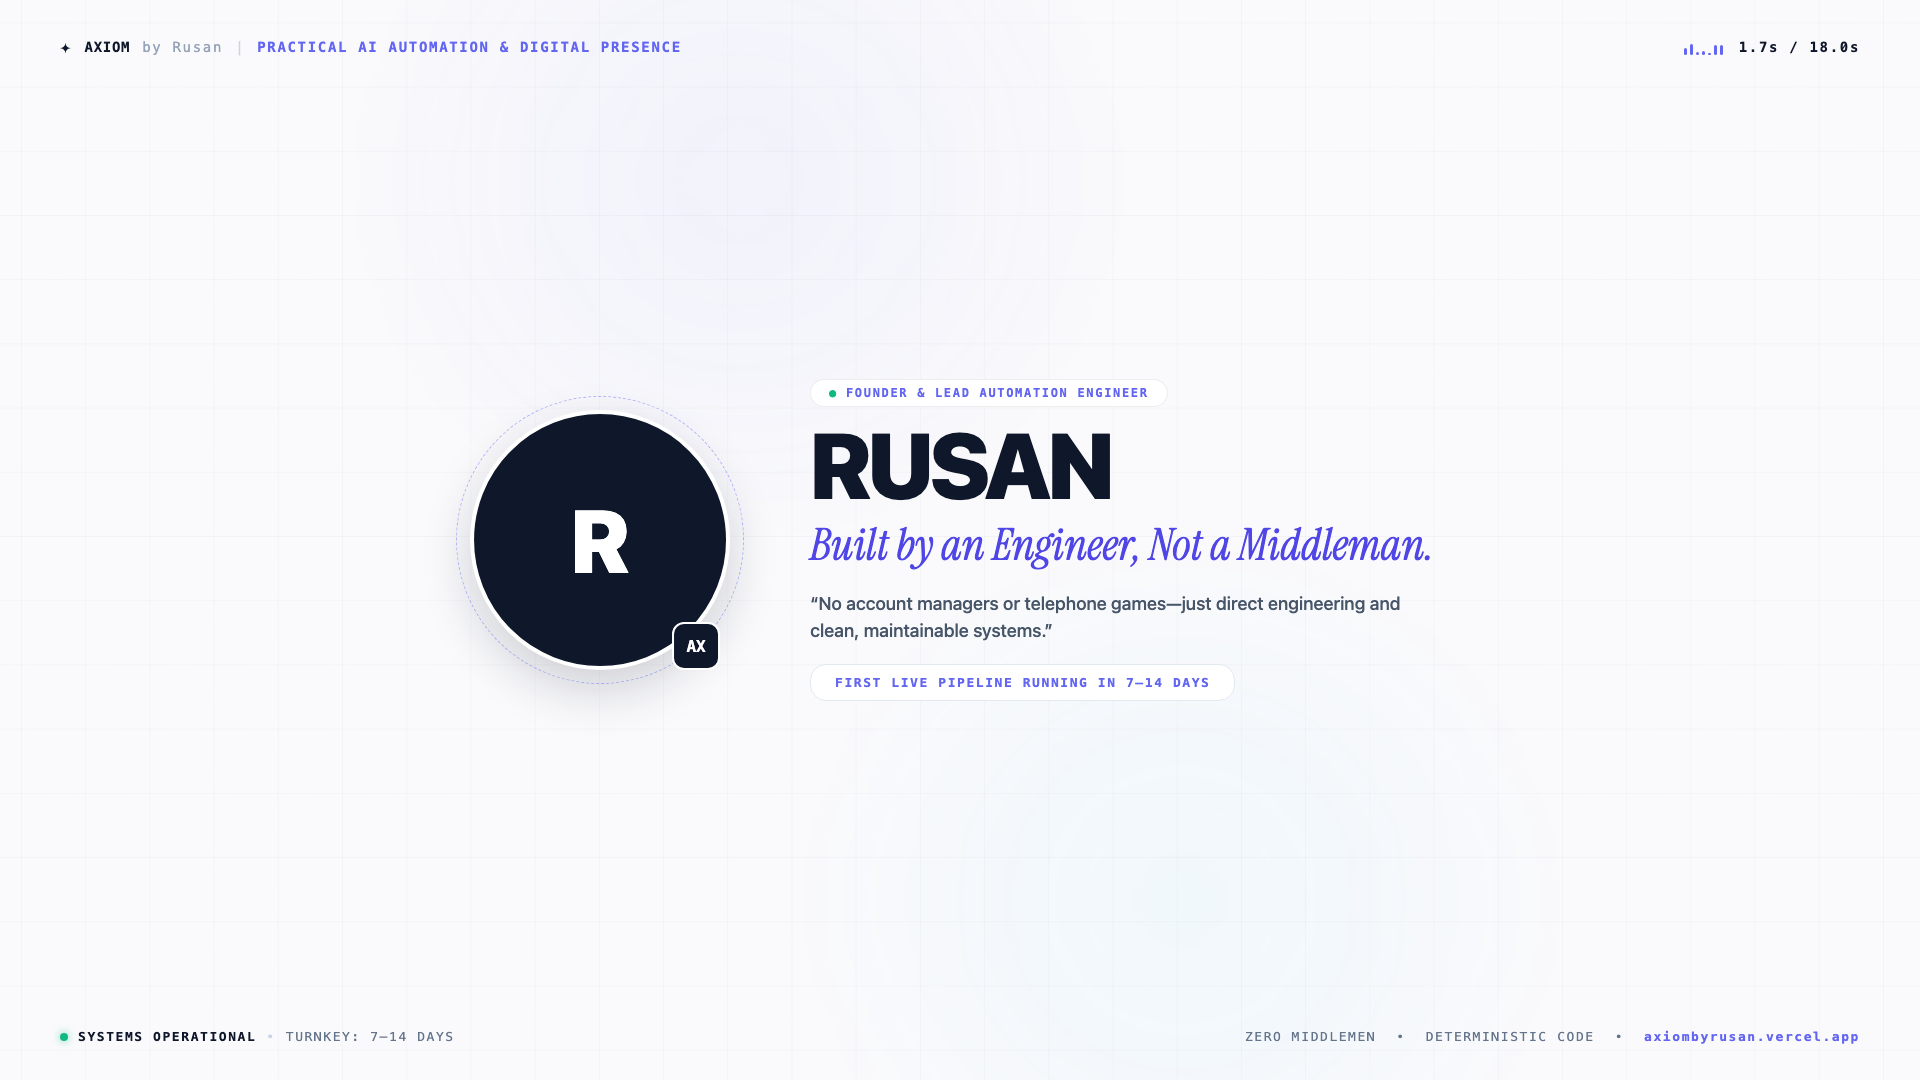 ✦ AXIOM by Rusan | PRACTICAL AI AUTOMATION & DIGITAL PRESENCE
1.7s / 18.0s
FOUNDER & LEAD AUTOMATION ENGINEER
RUSAN
Built by an Engineer, Not a Middleman.
“No account managers or telephone games—just direct engineering and
clean, maintainable systems.”
FIRST LIVE PIPELINE RUNNING IN 7–14 DAYS
R
AX
SYSTEMS OPERATIONAL • TURNKEY: 7–14 DAYS
ZERO MIDDLEMEN • DETERMINISTIC CODE • axiombyrusan.vercel.app